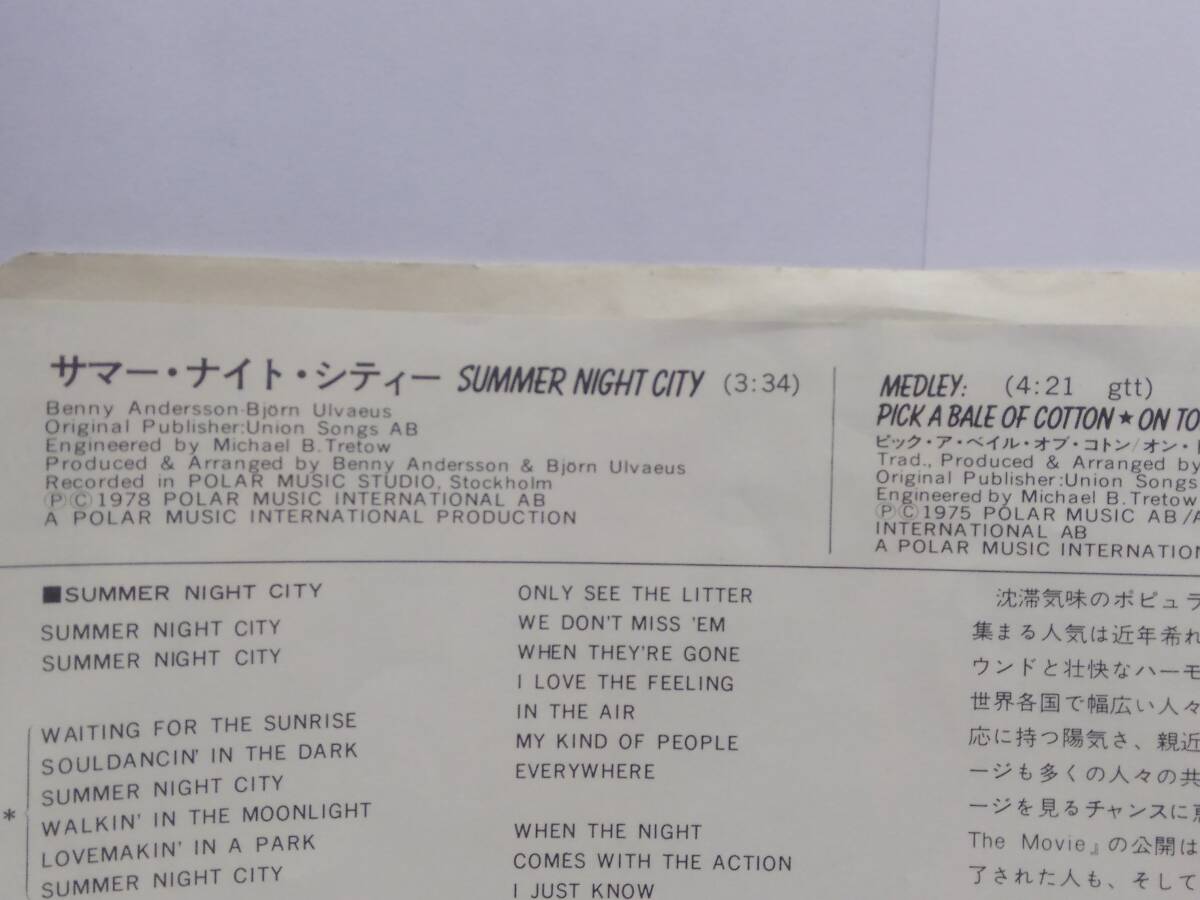 サマー・ナイト・シティー SUMMER NIGHT CITY (3:34)
Benny Andersson-Björn Ulvaeus
Original Publisher:Union Songs AB
Engineered by Michael B.Tretow
Produced & Arranged by Benny Andersson & Björn Ulvaeus
Recorded in POLAR MUSIC STUDIO, Stockholm
ⓅⒸ1978 POLAR MUSIC INTERNATIONAL AB
A POLAR MUSIC INTERNATIONAL PRODUCTION
MEDLEY: (4:21 gtt)
PICK A BALE OF COTTON★ON TO
ピック・ア・ベイル・オブ・コトン/オン・
Trad., Produced & Arranged by
Original Publisher:Union Songs
Engineered by Michael B.Tretow
ⓅⒸ1975 POLAR MUSIC AB/A
INTERNATIONAL AB
A POLAR MUSIC INTERNATION
■SUMMER NIGHT CITY
SUMMER NIGHT CITY
SUMMER NIGHT CITY
WAITING FOR THE SUNRISE
SOULDANCIN' IN THE DARK
SUMMER NIGHT CITY
* WALKIN' IN THE MOONLIGHT
LOVEMAKIN' IN A PARK
SUMMER NIGHT CITY
ONLY SEE THE LITTER
WE DON'T MISS 'EM
WHEN THEY'RE GONE
I LOVE THE FEELING
IN THE AIR
MY KIND OF PEOPLE
EVERYWHERE
WHEN THE NIGHT
COMES WITH THE ACTION
I JUST KNOW
沈滞気味のポピュラ
集まる人気は近年希れ
ウンドと壮快なハーモ
世界各国で幅広い人々
応に持つ陽気さ、親近
ージも多くの人々の共
ージを見るチャンスに
The Movie』の公開は
了された人も、そして